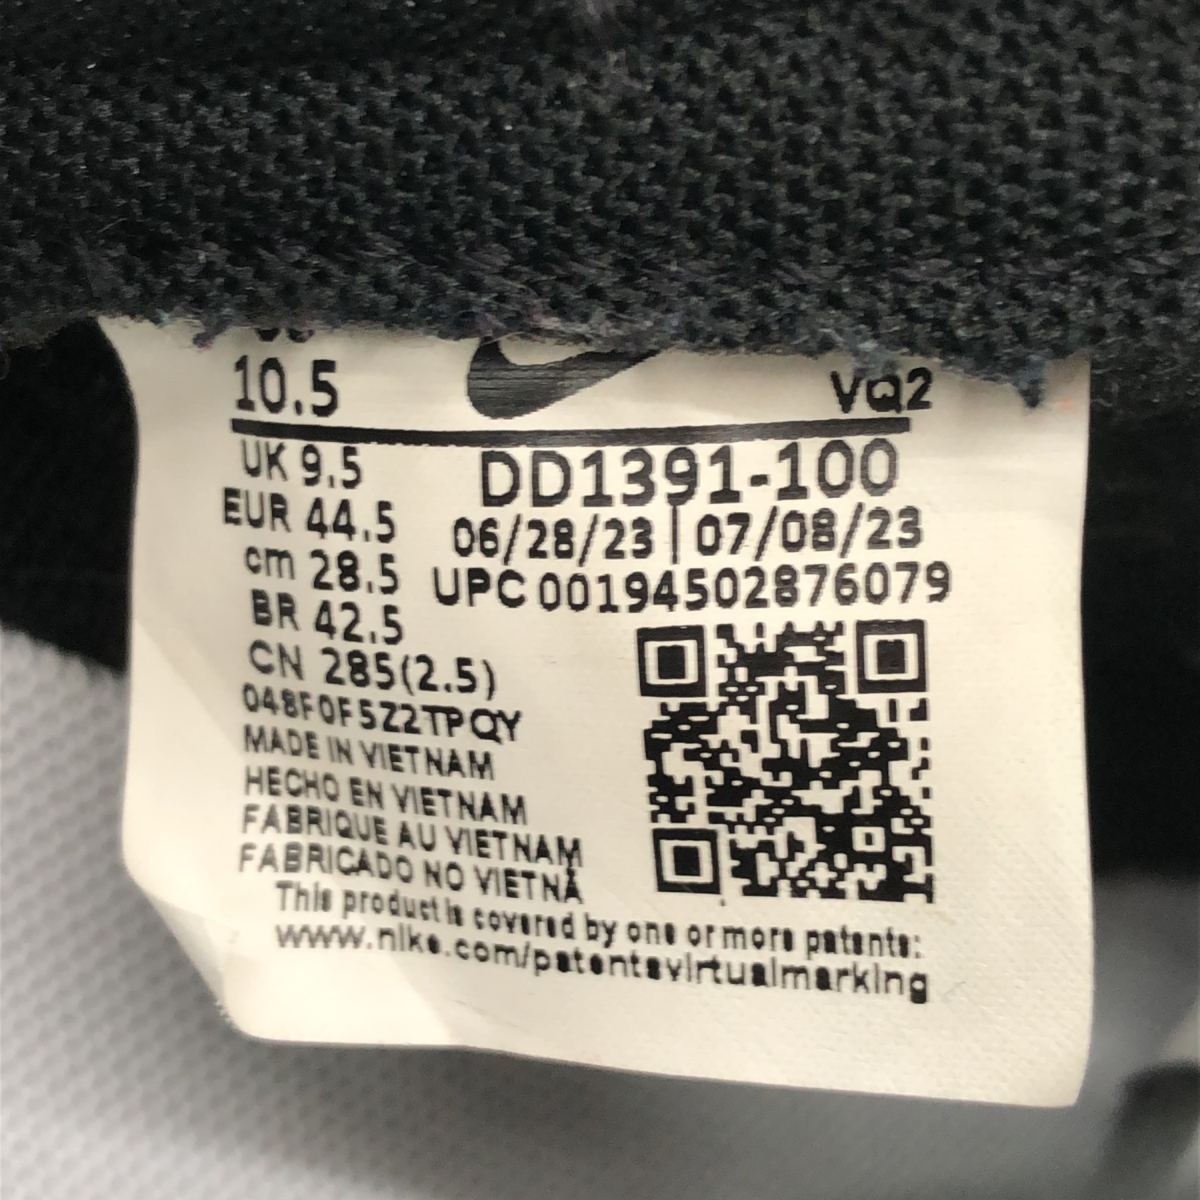 10.5
VQ2
UK 9.5
DD1391-100
EUR 44.5
06/28/23 | 07/08/23
cm 28.5
UPC 00194502876079
BR 42.5
CN 285(2.5)
048F0F5Z2TPQY
MADE IN VIETNAM
HECHO EN VIETNAM
FABRIQUE AU VIETNAM
FABRICADO NO VIETNÃ
This product is covered by one or more patents:
www.nike.com/patentsvirtualmarking